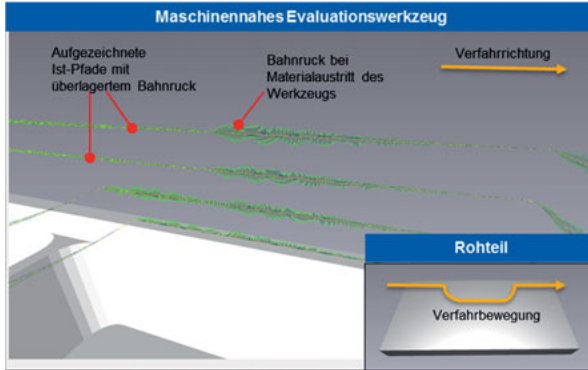 Maschinennahes Evaluationswerkzeug
Aufgezeichnete
Ist-Pfade mit
überlagertem Bahnruck
Bahnruck bei
Materialaustritt des
Werkzeugs
Verfahrrichtung
Rohteil
Verfahrbewegung